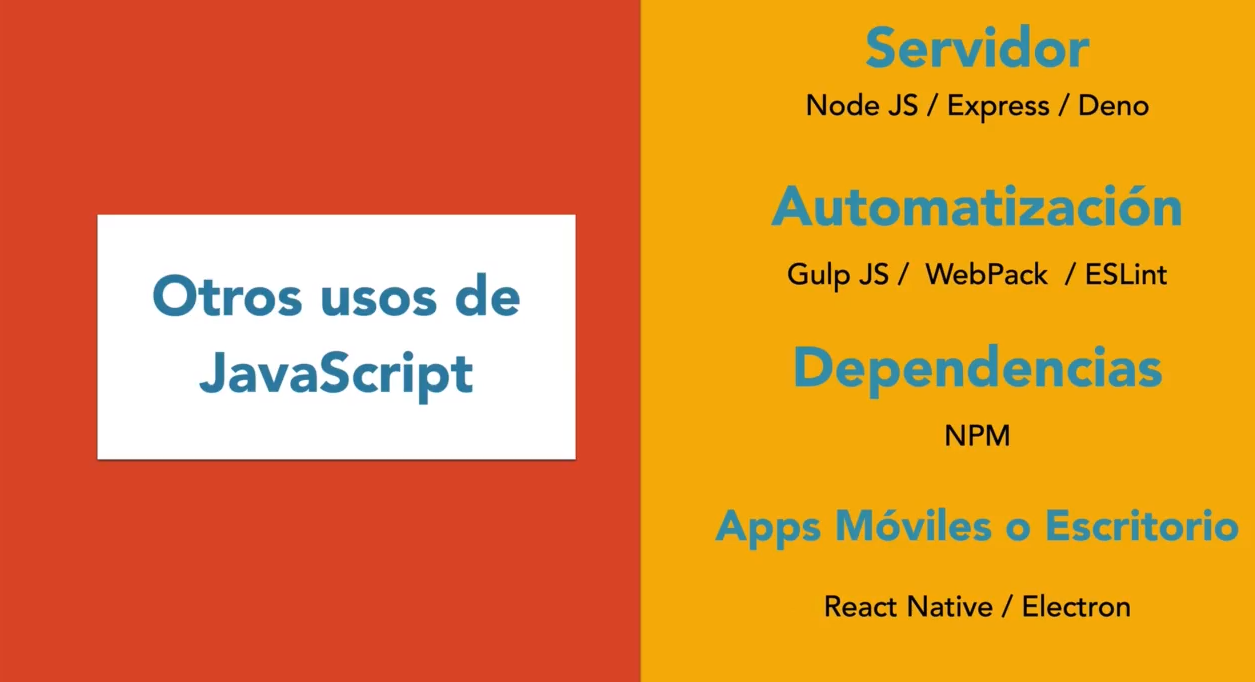 Otros usos de
JavaScript
Servidor
Node JS / Express / Deno
Automatización
Gulp JS / WebPack / ESLint
Dependencias
NPM
Apps Móviles o Escritorio
React Native / Electron